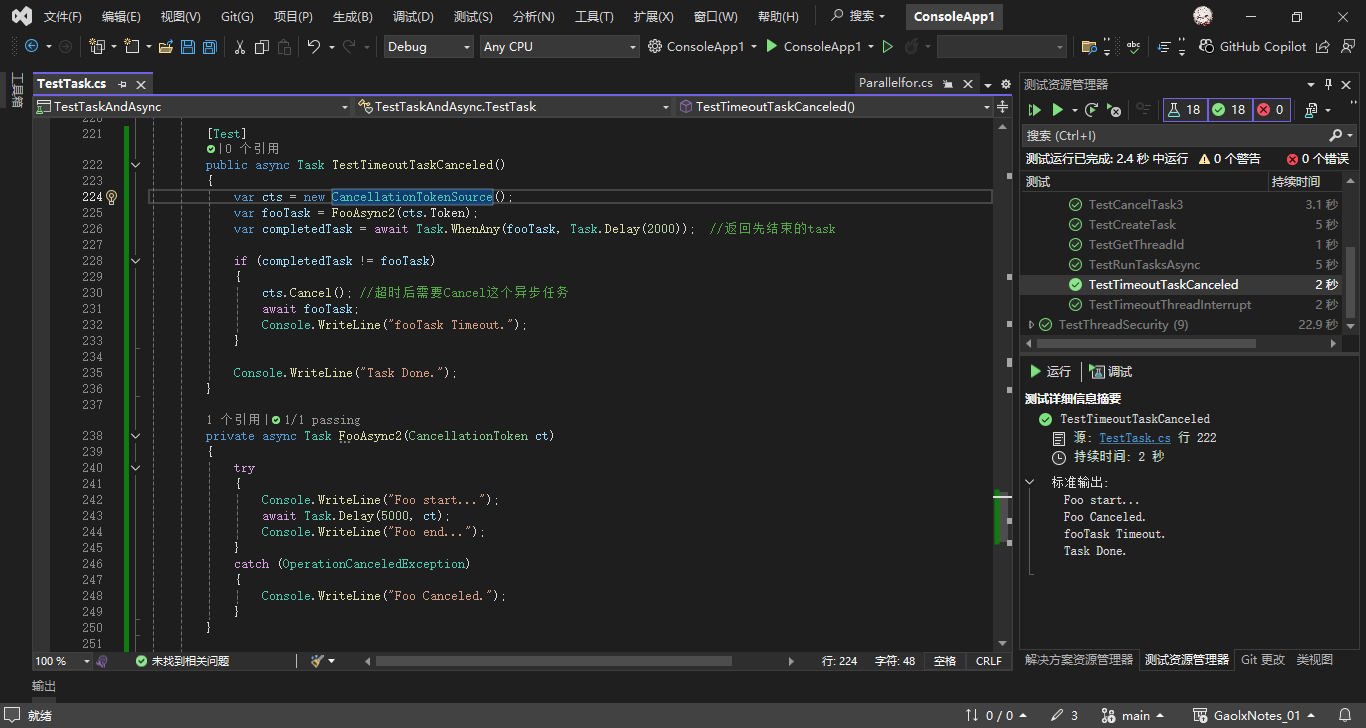 文件(F) 编辑(E) 视图(V) Git(G) 项目(P) 生成(B) 调试(D) 测试(S) 分析(N) 工具(T) 扩展(X) 窗口(W) 帮助(H) 搜索 ConsoleApp1
Debug Any CPU ConsoleApp1 ConsoleApp1 GitHub Copilot
工具箱
TestTask.cs Parallelfor.cs
TestTaskAndAsync TestTaskAndAsync.TestTask TestTimeoutTaskCanceled()
220
221 [Test]
0 个引用
222 public async Task TestTimeoutTaskCanceled()
223 {
224 var cts = new CancellationTokenSource();
225 var fooTask = FooAsync2(cts.Token);
226 var completedTask = await Task.WhenAny(fooTask, Task.Delay(2000)); //返回先结束的task
227
228 if (completedTask != fooTask)
229 {
230 cts.Cancel(); //超时后需要Cancel这个异步任务
231 await fooTask;
232 Console.WriteLine("fooTask Timeout.");
233 }
234
235 Console.WriteLine("Task Done.");
236 }
237
1 个引用 | 1/1 passing
238 private async Task FooAsync2(CancellationToken ct)
239 {
240 try
241 {
242 Console.WriteLine("Foo start...");
243 await Task.Delay(5000, ct);
244 Console.WriteLine("Foo end...");
245 }
246 catch (OperationCanceledException)
247 {
248 Console.WriteLine("Foo Canceled.");
249 }
250 }
251
100 % 未找到相关问题 行: 224 字符: 48 空格 CRLF
测试资源管理器
18 18 0
搜索 (Ctrl+I)
测试运行已完成: 2.4 秒 中运行 0 个警告 0 个错误
测试 持续时间
TestCancelTask3 3.1 秒
TestCreateTask 5 秒
TestGetThreadId 1 秒
TestRunTasksAsync 5 秒
TestTimeoutTaskCanceled 2 秒
TestTimeoutThreadInterrupt 2 秒
TestThreadSecurity (9) 22.9 秒
运行 调试
测试详细信息摘要
TestTimeoutTaskCanceled
源: TestTask.cs 行 222
持续时间: 2 秒
标准输出:
Foo start...
Foo Canceled.
fooTask Timeout.
Task Done.
解决方案资源管理器 测试资源管理器 Git 更改 类视图
输出
就绪 0 / 0 3 main GaolxNotes_01